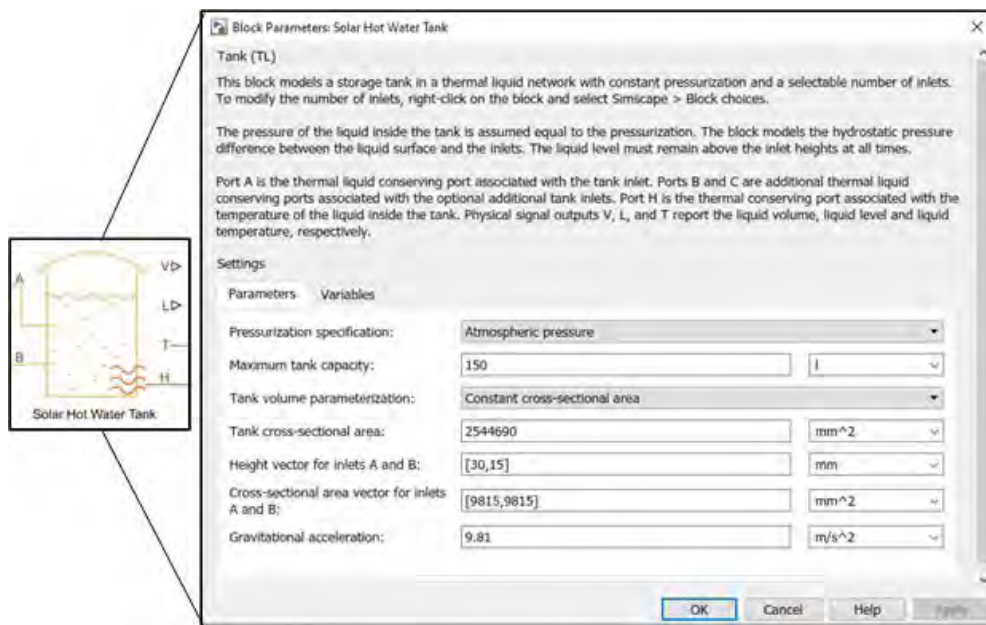 Block Parameters: Solar Hot Water Tank
Tank (TL)
This block models a storage tank in a thermal liquid network with constant pressurization and a selectable number of inlets.
To modify the number of inlets, right-click on the block and select Simscape > Block choices.
The pressure of the liquid inside the tank is assumed equal to the pressurization. The block models the hydrostatic pressure
difference between the liquid surface and the inlets. The liquid level must remain above the inlet heights at all times.
Port A is the thermal liquid conserving port associated with the tank inlet. Ports B and C are additional thermal liquid
conserving ports associated with the optional additional tank inlets. Port H is the thermal conserving port associated with the
temperature of the liquid inside the tank. Physical signal outputs V, L, and T report the liquid volume, liquid level and liquid
temperature, respectively.
Settings
Parameters Variables
Pressurization specification: Atmospheric pressure
Maximum tank capacity: 150 l
Tank volume parameterization: Constant cross-sectional area
Tank cross-sectional area: 2544690 mm^2
Height vector for inlets A and B: [30,15] mm
Cross-sectional area vector for inlets
A and B: [9815,9815] mm^2
Gravitational acceleration: 9.81 m/s^2
OK Cancel Help Apply
A
B
V
L
T
H
Solar Hot Water Tank